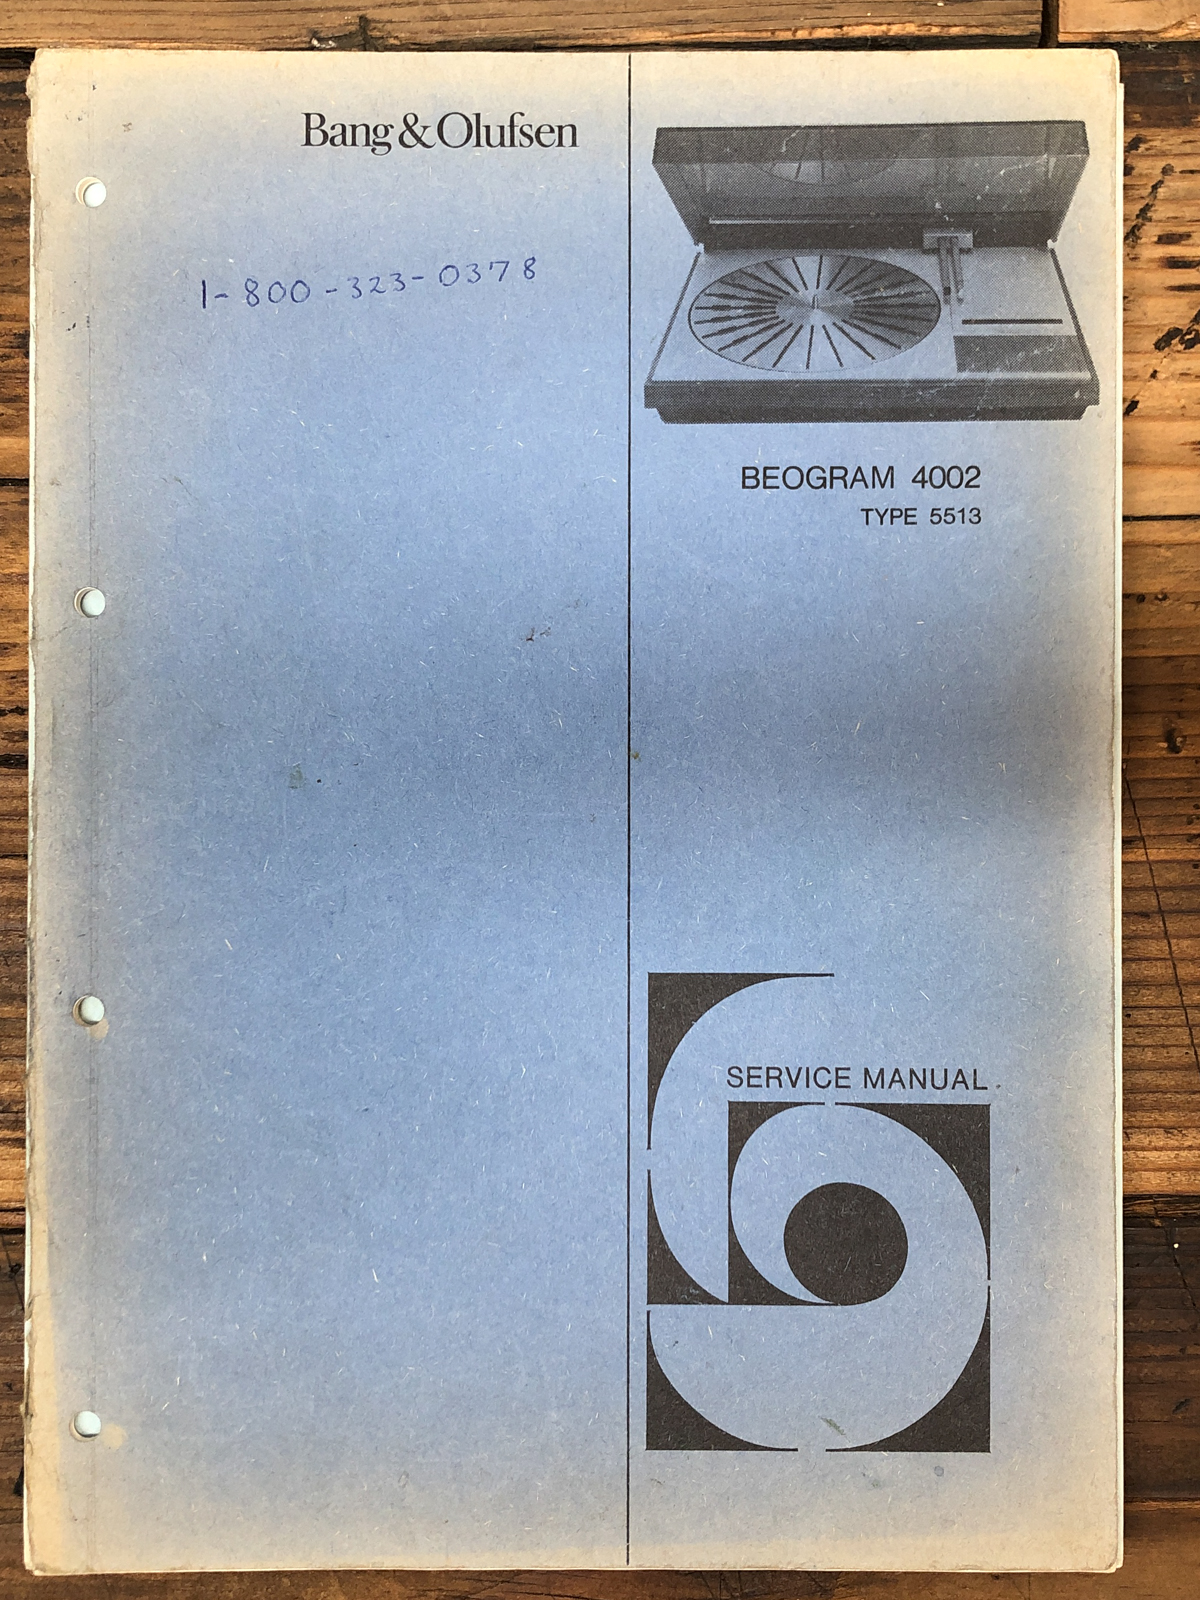 Bang & Olufsen
1-800-323-0378
BEOGRAM 4002
TYPE 5513
SERVICE MANUAL